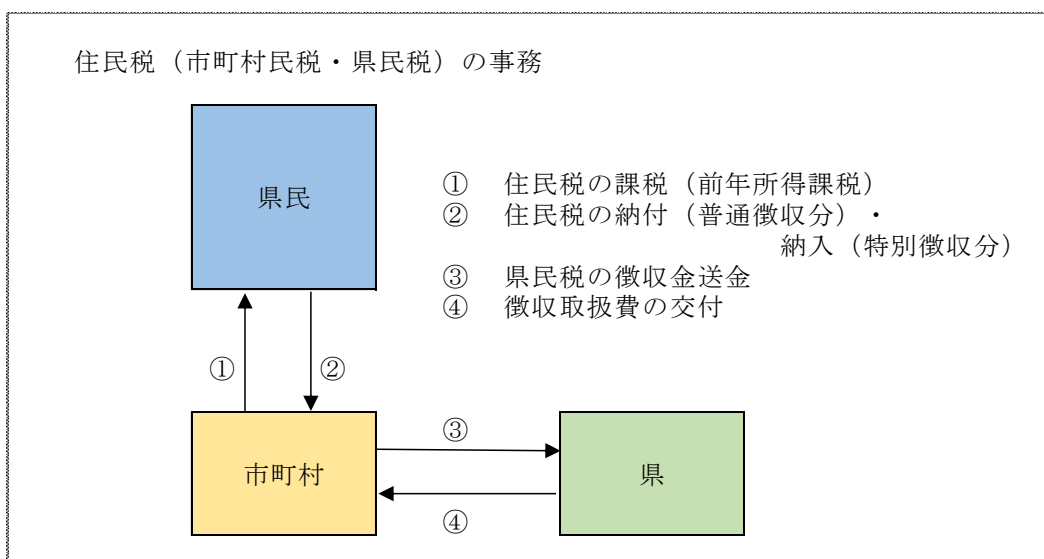 住民税（市町村民税・県民税）の事務
県民
① 住民税の課税（前年所得課税）
② 住民税の納付（普通徴収分）・
納入（特別徴収分）
③ 県民税の徴収金送金
④ 徴収取扱費の交付
①
②
市町村
③
④
県